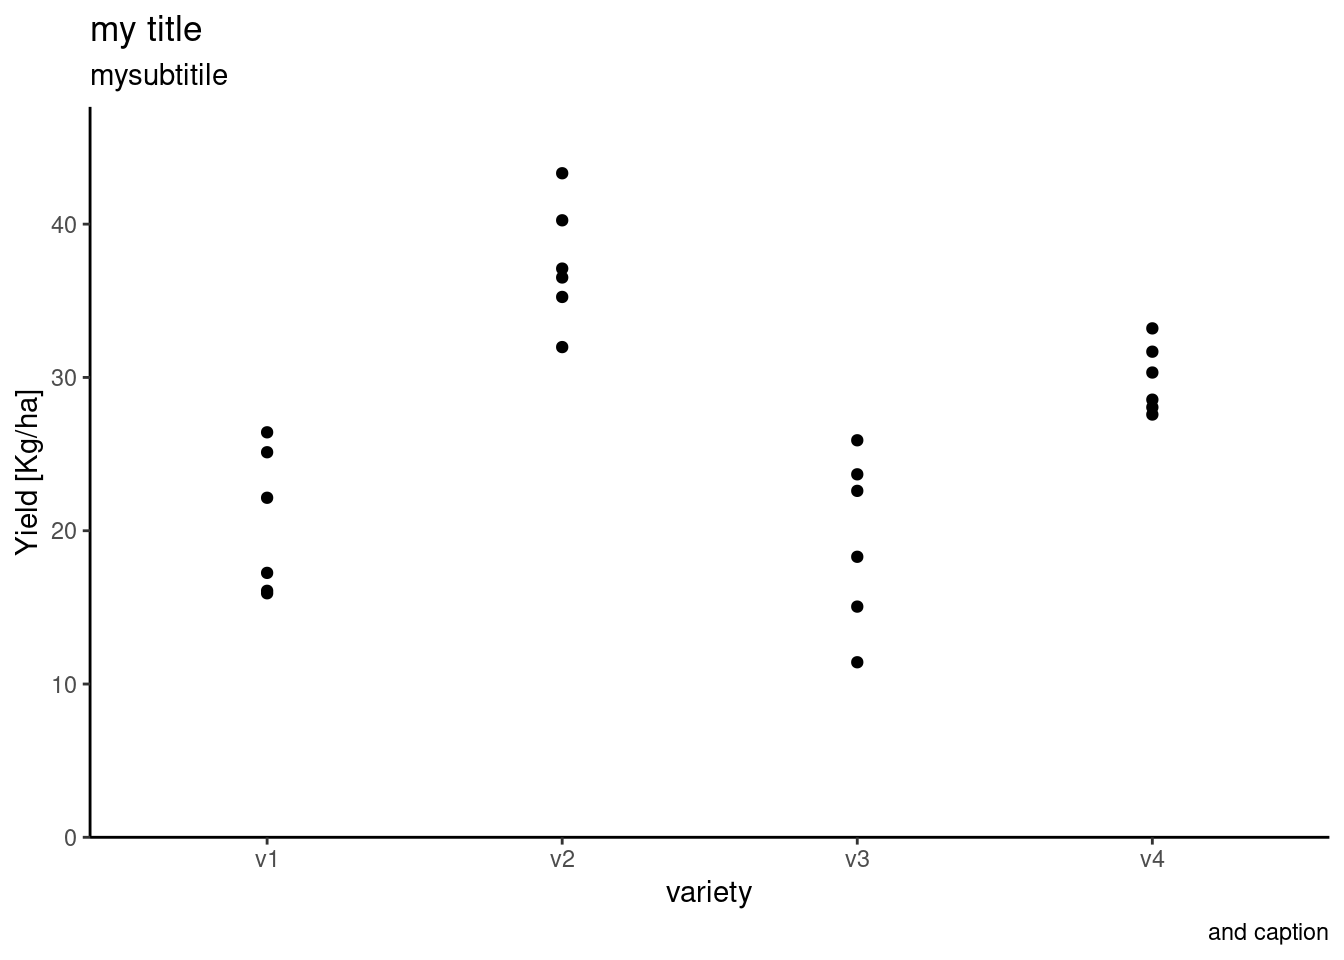 my title
mysubtitile
Yield [Kg/ha]
40
30
20
10
0
v1 v2 v3 v4
variety
and caption